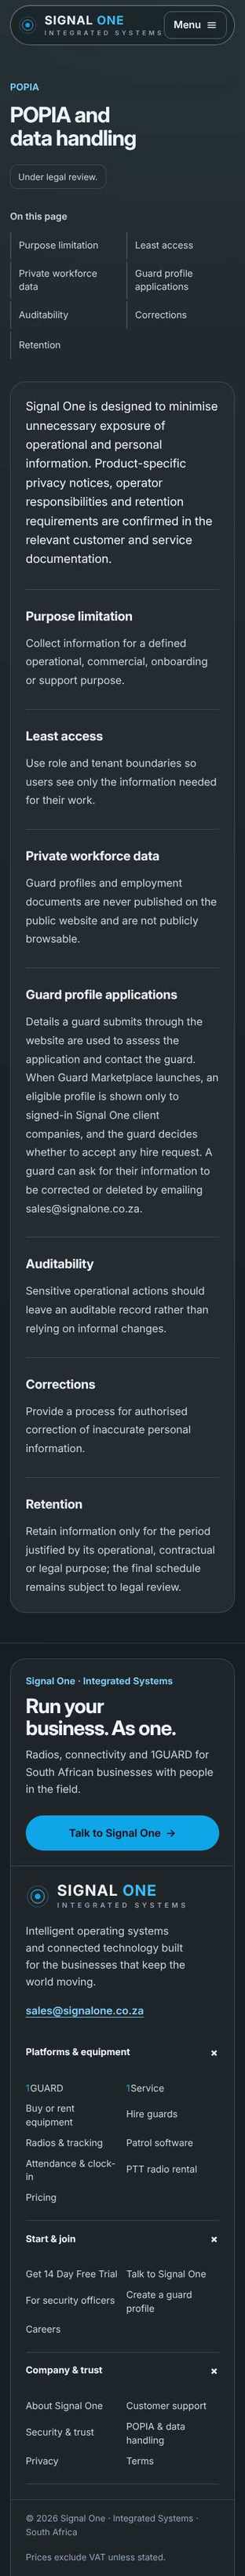 SIGNAL ONE
INTEGRATED SYSTEMS
Menu
POPIA
POPIA and
data handling
Under legal review.
On this page
Purpose limitation
Least access
Private workforce
data
Guard profile
applications
Auditability
Corrections
Retention
Signal One is designed to minimise
unnecessary exposure of
operational and personal
information. Product-specific
privacy notices, operator
responsibilities and retention
requirements are confirmed in the
relevant customer and service
documentation.
Purpose limitation
Collect information for a defined
operational, commercial, onboarding
or support purpose.
Least access
Use role and tenant boundaries so
users see only the information needed
for their work.
Private workforce data
Guard profiles and employment
documents are never published on the
public website and are not publicly
browsable.
Guard profile applications
Details a guard submits through the
website are used to assess the
application and contact the guard.
When Guard Marketplace launches, an
eligible profile is shown only to
signed-in Signal One client
companies, and the guard decides
whether to accept any hire request. A
guard can ask for their information to
be corrected or deleted by emailing
sales@signalone.co.za.
Auditability
Sensitive operational actions should
leave an auditable record rather than
relying on informal changes.
Corrections
Provide a process for authorised
correction of inaccurate personal
information.
Retention
Retain information only for the period
justified by its operational, contractual
or legal purpose; the final schedule
remains subject to legal review.
Signal One · Integrated Systems
Run your
business. As one.
Radios, connectivity and 1GUARD for
South African businesses with people
in the field.
Talk to Signal One →
SIGNAL ONE
INTEGRATED SYSTEMS
Intelligent operating systems
and connected technology built
for the businesses that keep the
world moving.
sales@signalone.co.za
Platforms & equipment
1GUARD
1Service
Buy or rent
equipment
Hire guards
Radios & tracking
Patrol software
Attendance & clock-
in
PTT radio rental
Pricing
Start & join
Get 14 Day Free Trial
Talk to Signal One
For security officers
Create a guard
profile
Careers
Company & trust
About Signal One
Customer support
Security & trust
POPIA & data
handling
Privacy
Terms
© 2026 Signal One · Integrated Systems ·
South Africa
Prices exclude VAT unless stated.